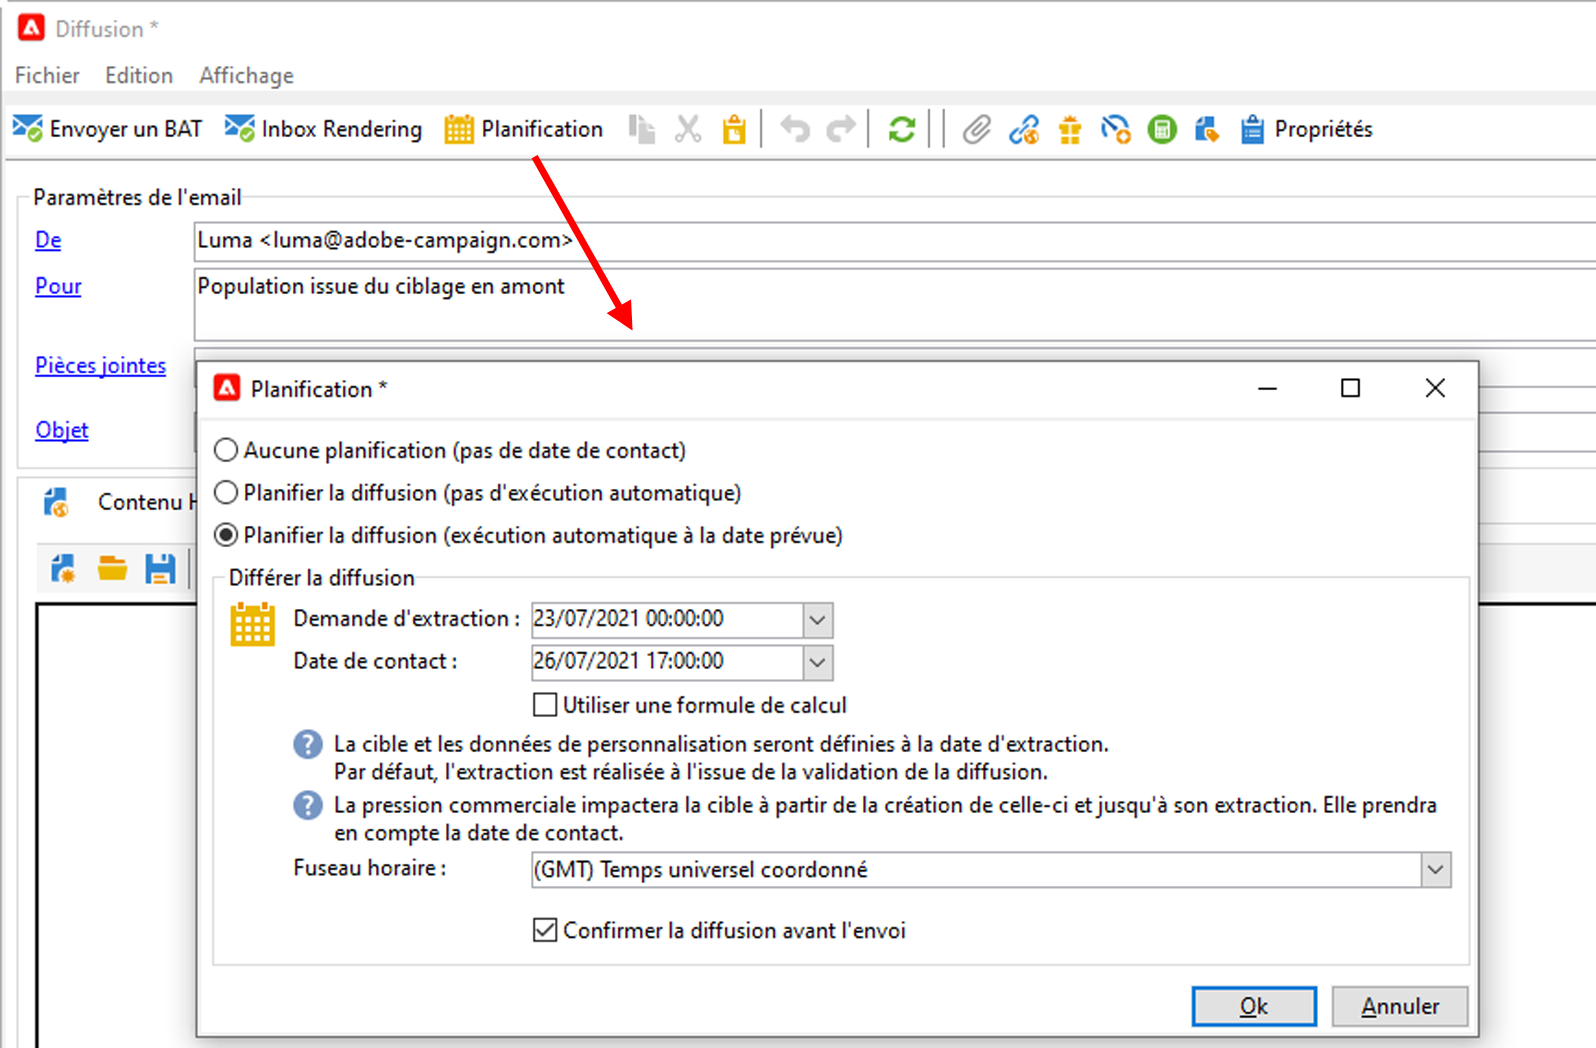 Diffusion *
Fichier Edition Affichage
Envoyer un BAT Inbox Rendering Planification Propriétés
Paramètres de l'email
De Luma <luma@adobe-campaign.com>
Pour Population issue du ciblage en amont
Pièces jointes
Objet
Contenu H
Planification *
Aucune planification (pas de date de contact)
Planifier la diffusion (pas d'exécution automatique)
Planifier la diffusion (exécution automatique à la date prévue)
Différer la diffusion
Demande d'extraction : 23/07/2021 00:00:00
Date de contact : 26/07/2021 17:00:00
Utiliser une formule de calcul
La cible et les données de personnalisation seront définies à la date d'extraction.
Par défaut, l'extraction est réalisée à l'issue de la validation de la diffusion.
La pression commerciale impactera la cible à partir de la création de celle-ci et jusqu'à son extraction. Elle prendra
en compte la date de contact.
Fuseau horaire : (GMT) Temps universel coordonné
Confirmer la diffusion avant l'envoi
Ok Annuler